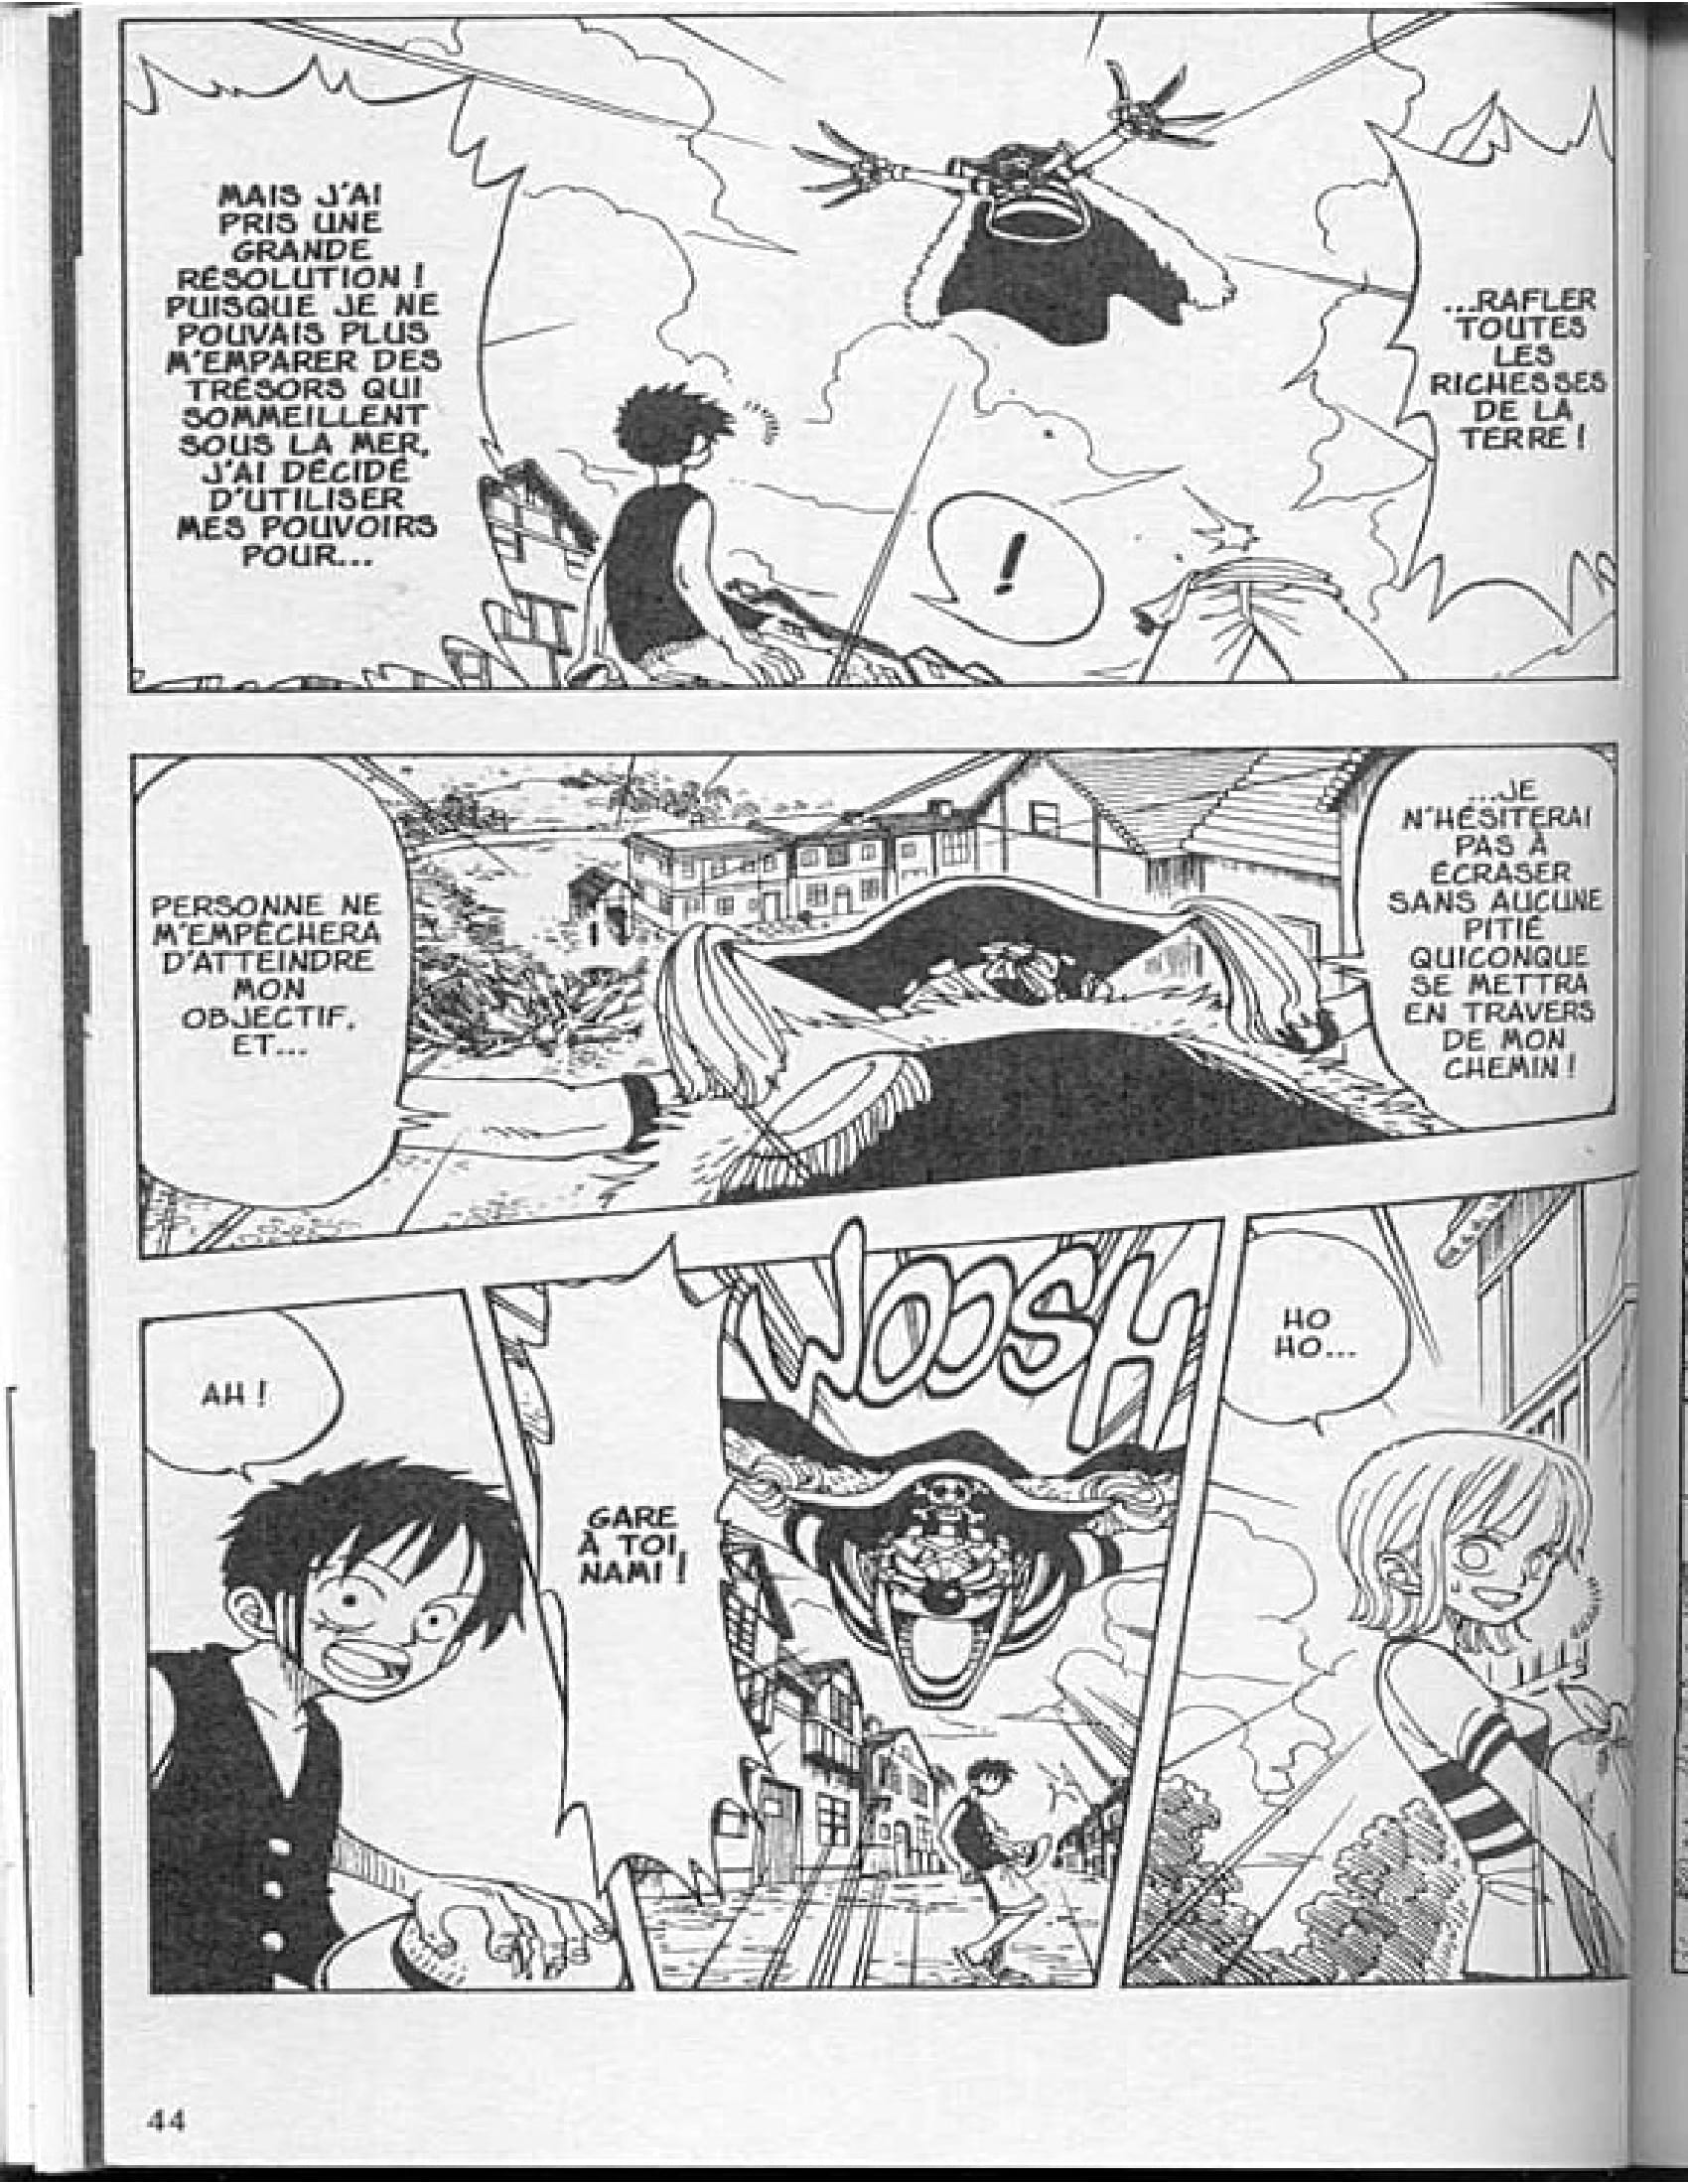 MAIS J'AI
PRIS UNE
GRANDE
RÉSOLUTION !
PUISQUE JE NE
POUVAIS PLUS
M'EMPARER DES
TRÉSORS QUI
SOMMEILLENT
SOUS LA MER,
J'AI DÉCIDÉ
D'UTILISER
MES POUVOIRS
POUR...
...RAFLER
TOUTES
LES
RICHESSES
DE LA
TERRE !
!
PERSONNE NE
M'EMPÊCHERA
D'ATTEINDRE
MON
OBJECTIF,
ET...
...JE
N'HÉSITERAI
PAS À
ÉCRASER
SANS AUCUNE
PITIÉ
QUICONQUE
SE METTRA
EN TRAVERS
DE MON
CHEMIN !
AH !
GARE
À TOI,
NAMI !
WOOSH
HO
HO...
44